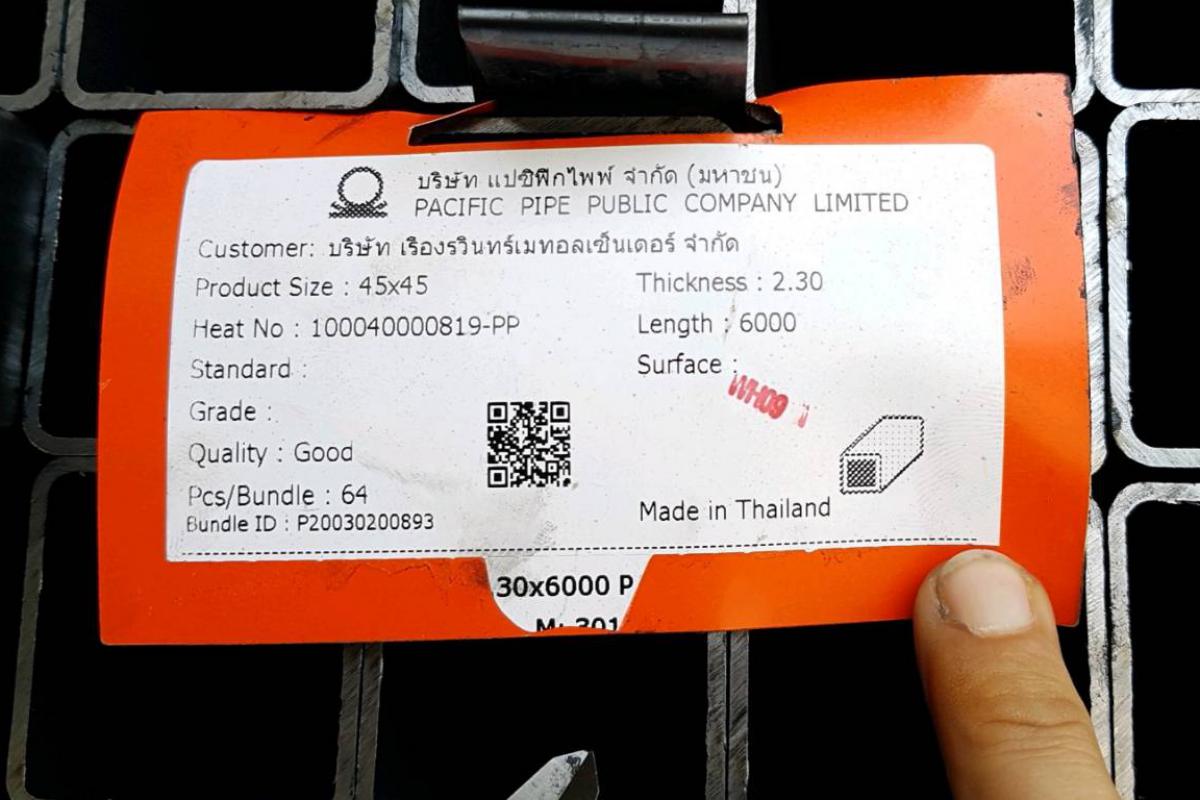 บริษัท แปซิฟิกไพพ์ จำกัด (มหาชน)
PACIFIC PIPE PUBLIC COMPANY LIMITED
Customer: บริษัท เรืองรวินทร์เมทอลเซ็นเตอร์ จำกัด
Product Size : 45x45
Thickness : 2.30
Heat No : 100040000819-PP
Length : 6000
Standard :
Surface :
WH09
Grade :
Quality : Good
Pcs/Bundle : 64
Made in Thailand
Bundle ID : P20030200893
30x6000 P
M: 301